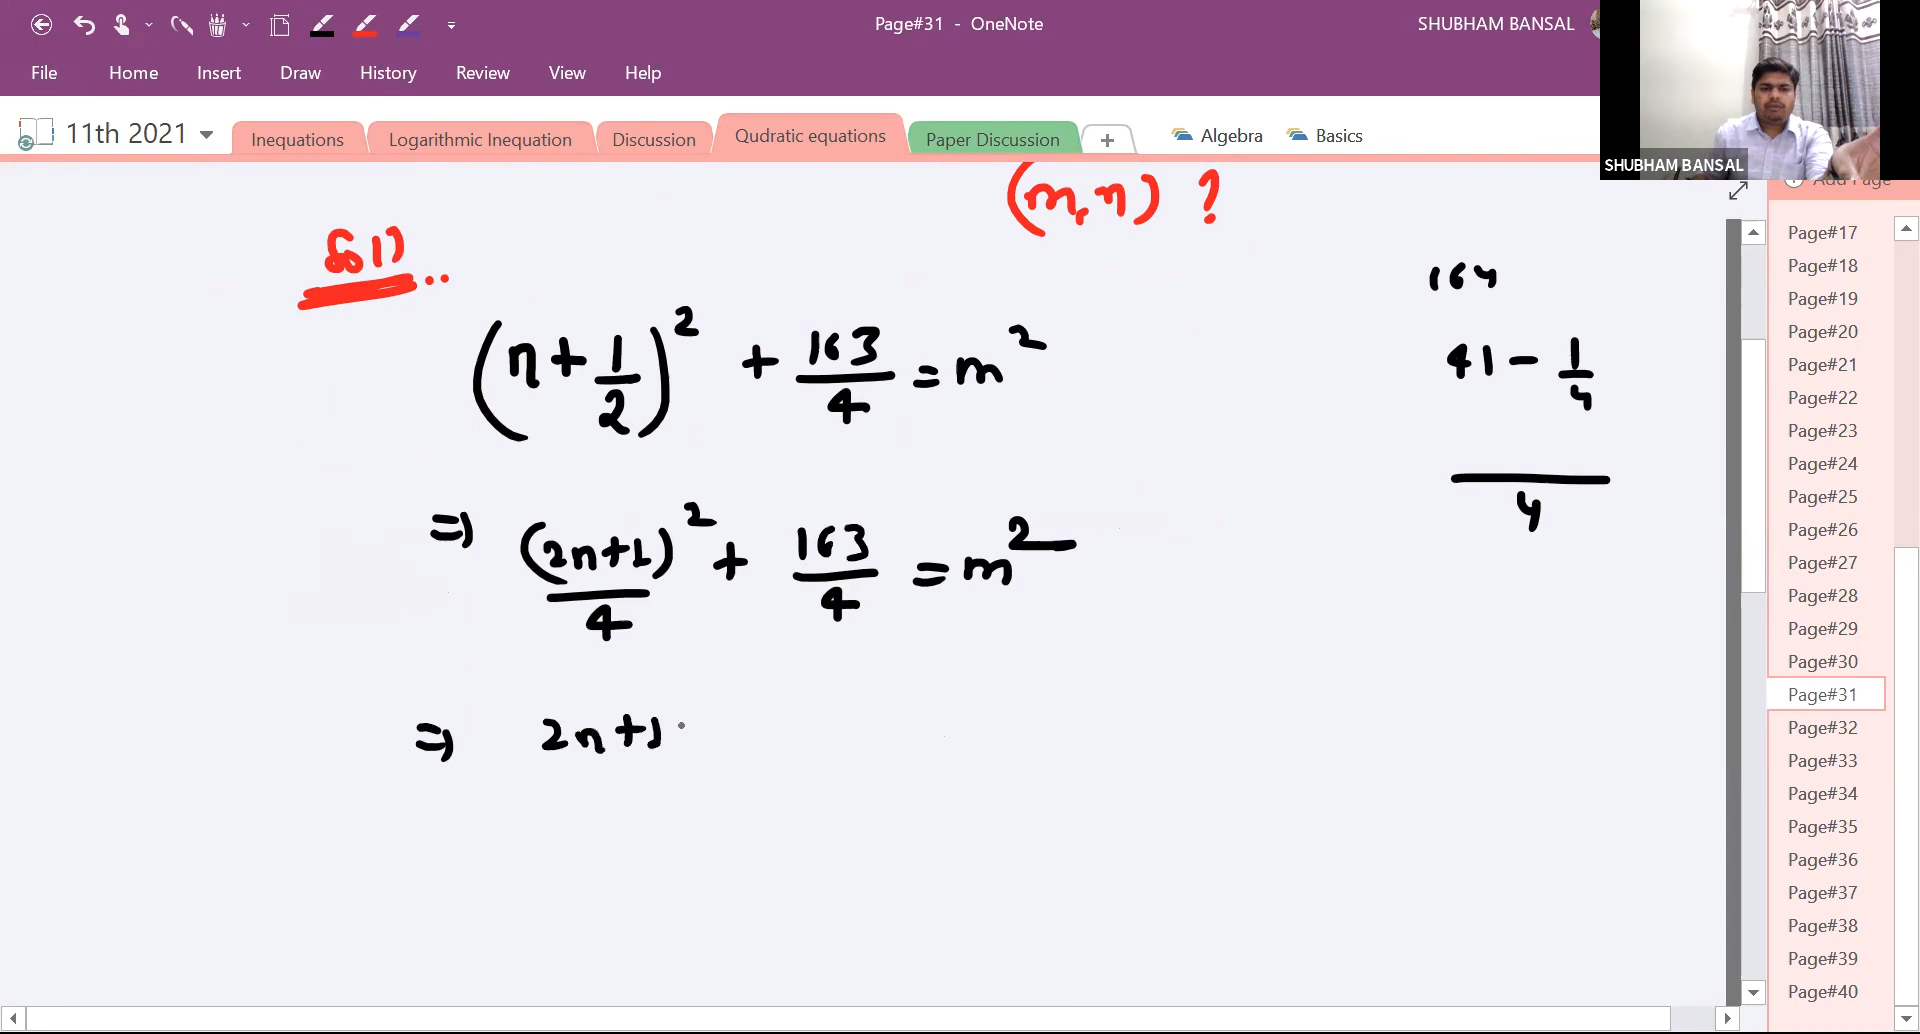 Page#31 - OneNote
SHUBHAM BANSAL
File Home Insert Draw History Review View Help
11th 2021
Inequations
Logarithmic Inequation
Discussion
Qudratic equations
Paper Discussion
+
Algebra
Basics
SHUBHAM BANSAL
Add Page
(m, n) ?
Sol)
(n + 1/2)² + 163/4 = m²
⇒ (2n+1)²/4 + 163/4 = m²
⇒ 2n+1
164
41 - 1/4
4
Page#17
Page#18
Page#19
Page#20
Page#21
Page#22
Page#23
Page#24
Page#25
Page#26
Page#27
Page#28
Page#29
Page#30
Page#31
Page#32
Page#33
Page#34
Page#35
Page#36
Page#37
Page#38
Page#39
Page#40